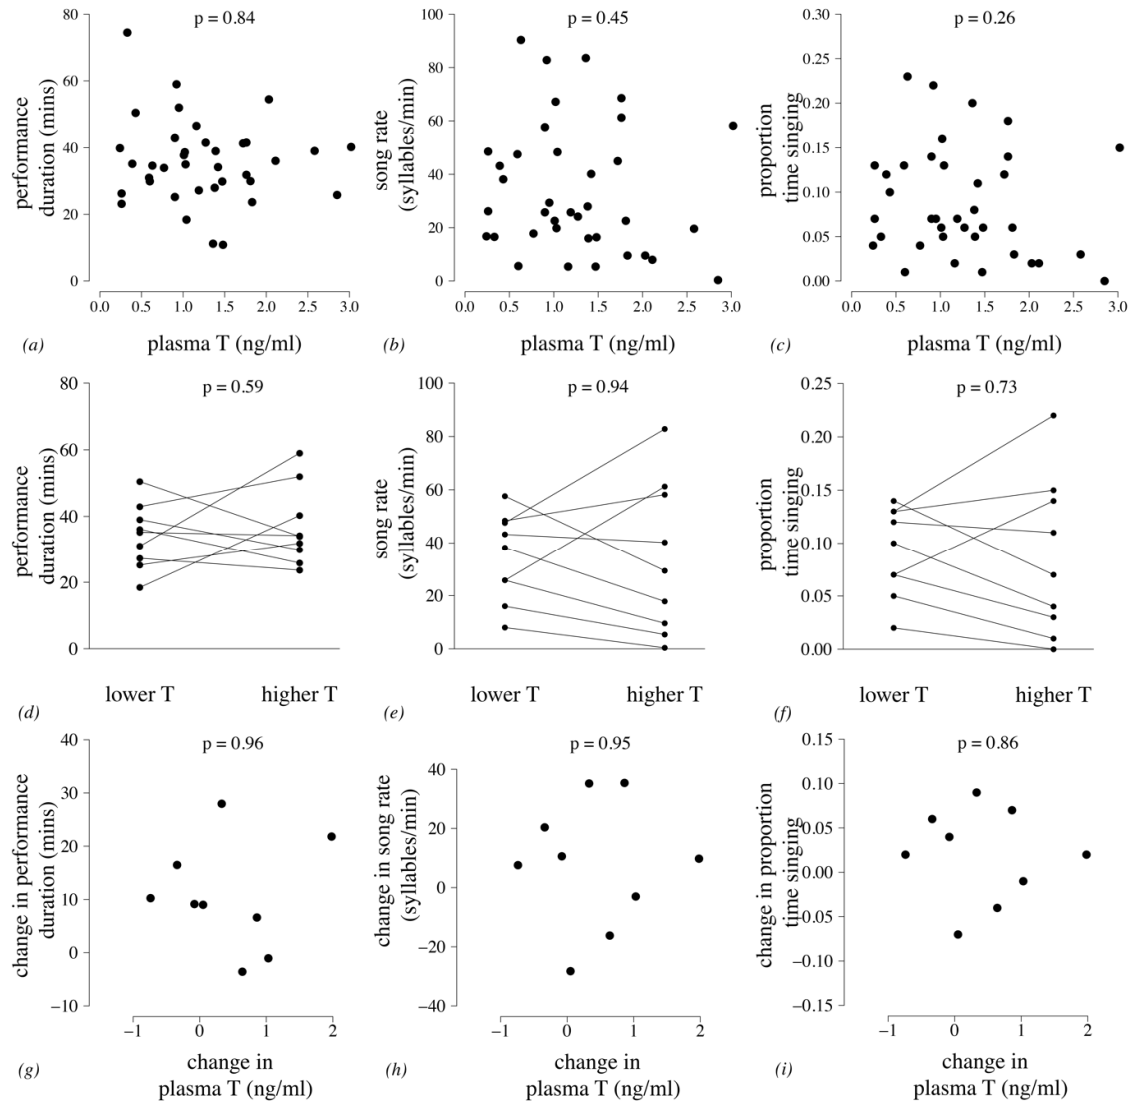 p = 0.84
performance
duration (mins)
80
60
40
20
0
0.0 0.5 1.0 1.5 2.0 2.5 3.0
(a)
plasma T (ng/ml)
p = 0.45
song rate
(syllables/min)
100
80
60
40
20
0
0.0 0.5 1.0 1.5 2.0 2.5 3.0
(b)
plasma T (ng/ml)
p = 0.26
proportion
time singing
0.30
0.25
0.20
0.15
0.10
0.05
0.00
0.0 0.5 1.0 1.5 2.0 2.5 3.0
(c)
plasma T (ng/ml)
p = 0.59
performance
duration (mins)
80
60
40
20
0
lower T higher T
(d)
p = 0.94
song rate
(syllables/min)
100
80
60
40
20
0
lower T higher T
(e)
p = 0.73
proportion
time singing
0.25
0.20
0.15
0.10
0.05
0.00
lower T higher T
(f)
p = 0.96
change in performance
duration (mins)
40
30
20
10
0
−10
−1 0 1 2
(g)
change in
plasma T (ng/ml)
p = 0.95
change in song rate
(syllables/min)
40
20
0
−20
−40
−1 0 1 2
(h)
change in
plasma T (ng/ml)
p = 0.86
change in proportion
time singing
0.15
0.10
0.05
0.00
−0.05
−0.10
−0.15
−1 0 1 2
(i)
change in
plasma T (ng/ml)